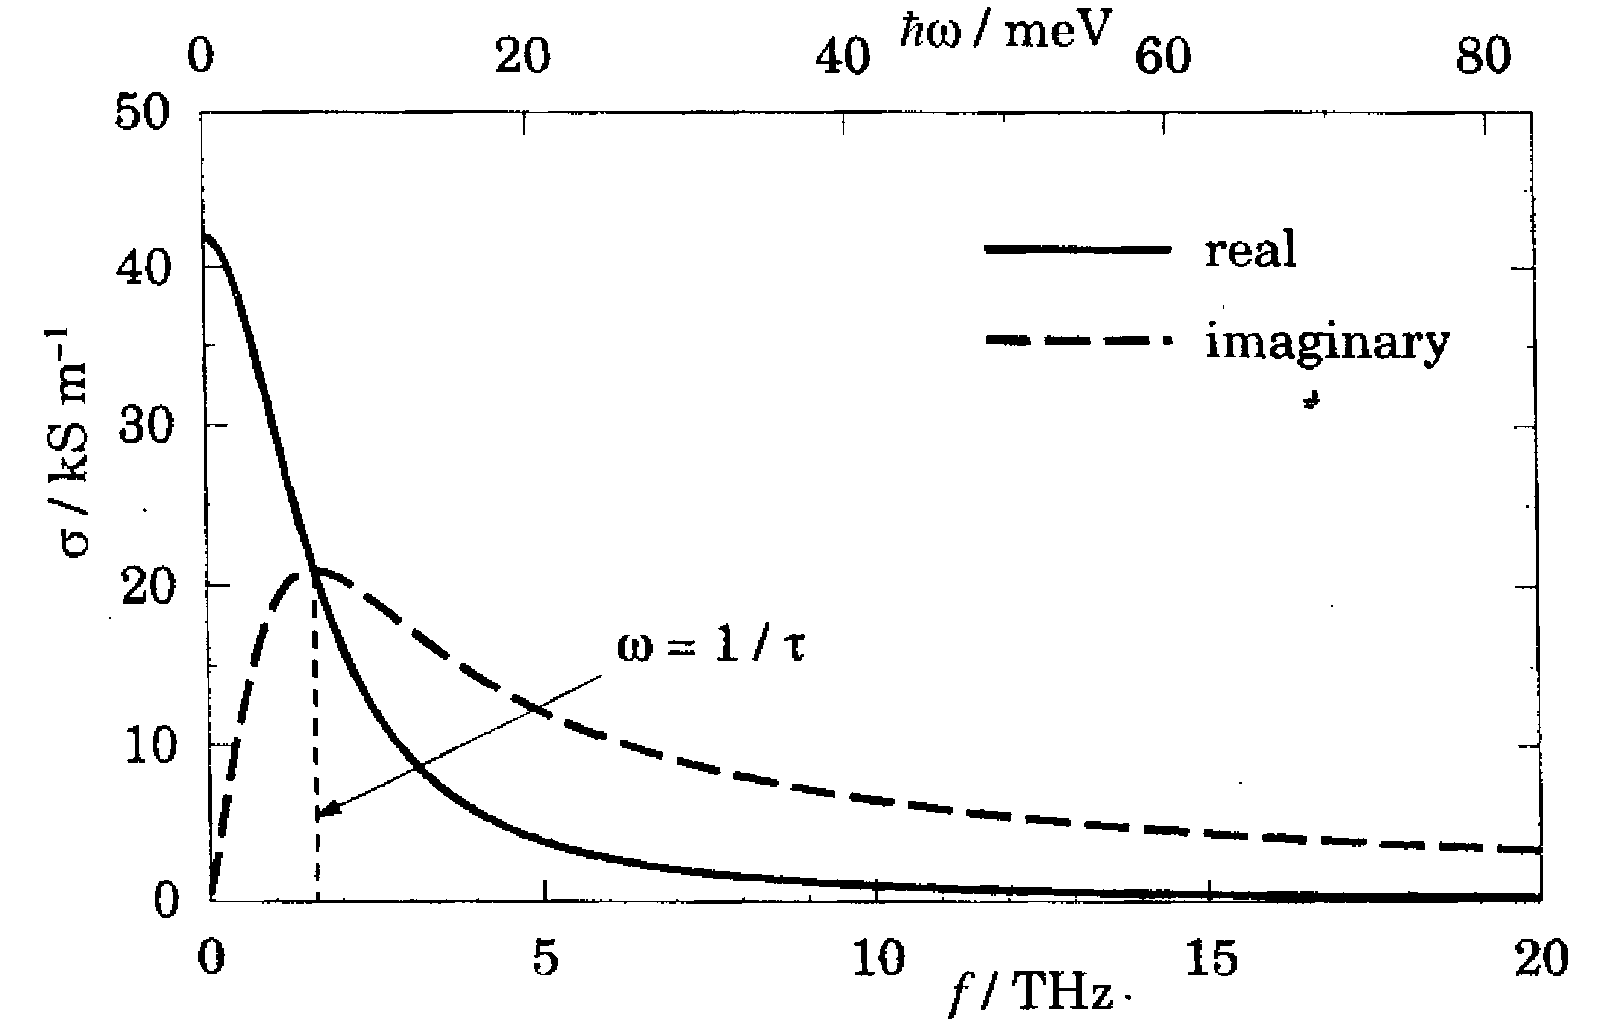 ħω / meV
0 20 40 60 80
50
40
30
20
10
0
σ / kS m⁻¹
real
imaginary
ω = 1 / τ
0 5 10 15 20
f / THz